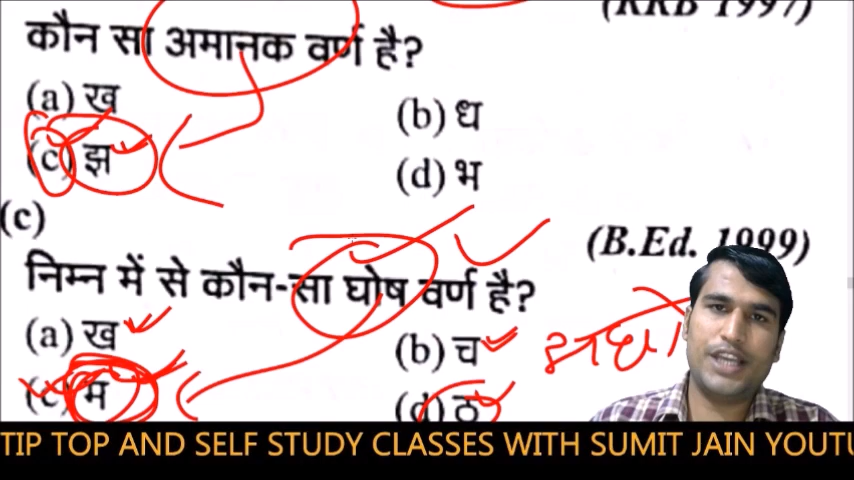 (RRB 1997)
कौन सा अमानक वर्ण है?
(a) ख
(b) ध
(c) झ
(d) भ
(c)
(B.Ed. 1999)
निम्न में से कौन-सा घोष वर्ण है?
(a) ख
(b) च
(c) म
(d) ठ
TIP TOP AND SELF STUDY CLASSES WITH SUMIT JAIN YOUTU